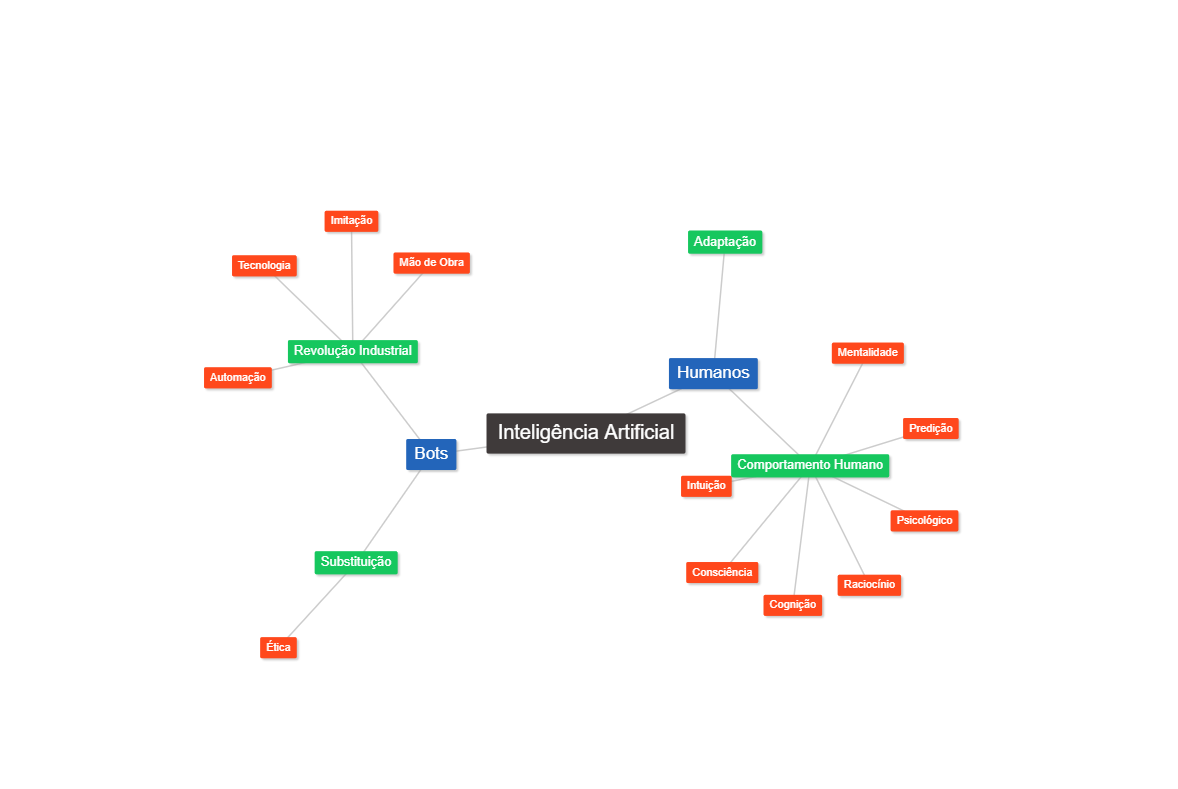 Imitação
Tecnologia
Mão de Obra
Revolução Industrial
Automação
Adaptação
Humanos
Mentalidade
Inteligência Artificial
Bots
Predição
Comportamento Humano
Intuição
Psicológico
Substituição
Consciência
Raciocínio
Cognição
Ética